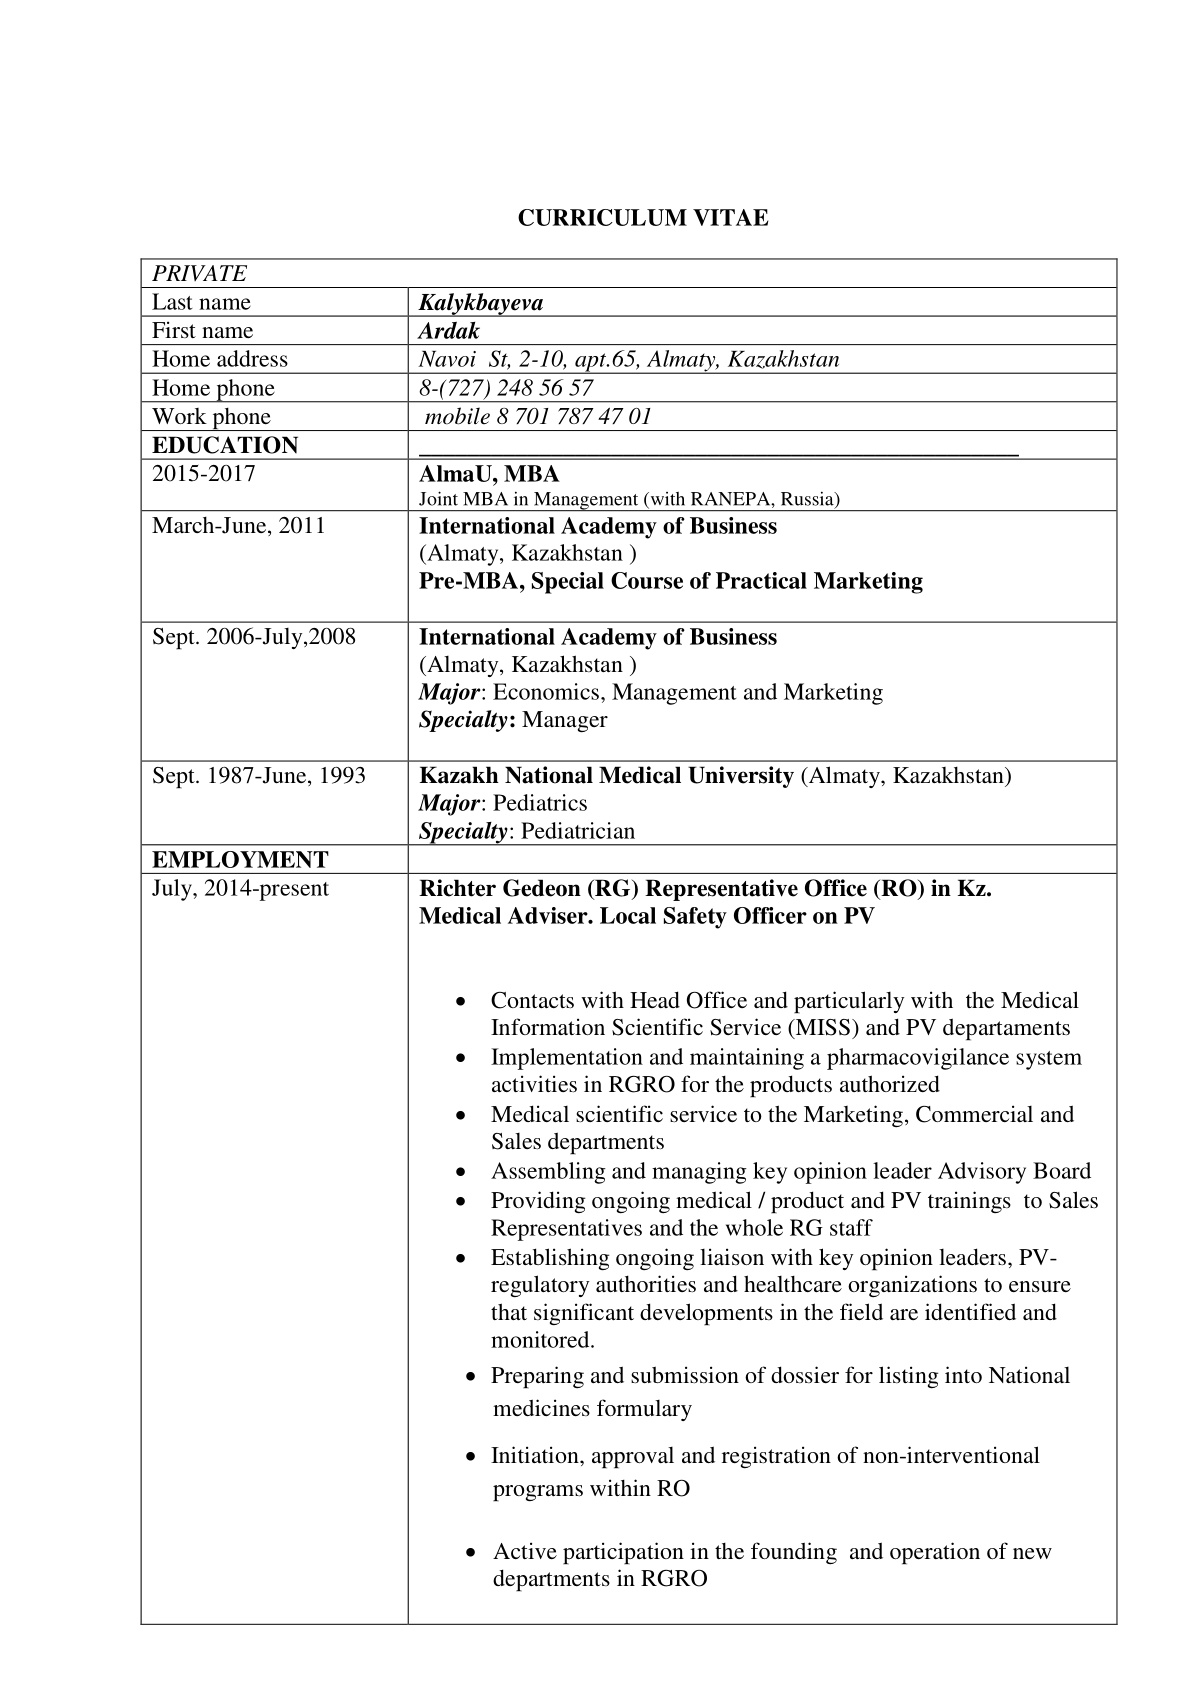 CURRICULUM VITAE
PRIVATE
Last name Kalykbayeva
First name Ardak
Home address Navoi St, 2-10, apt.65, Almaty, Kazakhstan
Home phone 8-(727) 248 56 57
Work phone mobile 8 701 787 47 01
EDUCATION
2015-2017 AlmaU, MBA
Joint MBA in Management (with RANEPA, Russia)
March-June, 2011 International Academy of Business
(Almaty, Kazakhstan )
Pre-MBA, Special Course of Practical Marketing
Sept. 2006-July,2008 International Academy of Business
(Almaty, Kazakhstan )
Major: Economics, Management and Marketing
Specialty: Manager
Sept. 1987-June, 1993 Kazakh National Medical University (Almaty, Kazakhstan)
Major: Pediatrics
Specialty: Pediatrician
EMPLOYMENT
July, 2014-present Richter Gedeon (RG) Representative Office (RO) in Kz.
Medical Adviser. Local Safety Officer on PV
• Contacts with Head Office and particularly with the Medical
Information Scientific Service (MISS) and PV departaments
• Implementation and maintaining a pharmacovigilance system
activities in RGRO for the products authorized
• Medical scientific service to the Marketing, Commercial and
Sales departments
• Assembling and managing key opinion leader Advisory Board
• Providing ongoing medical / product and PV trainings to Sales
Representatives and the whole RG staff
• Establishing ongoing liaison with key opinion leaders, PV-
regulatory authorities and healthcare organizations to ensure
that significant developments in the field are identified and
monitored.
• Preparing and submission of dossier for listing into National
medicines formulary
• Initiation, approval and registration of non-interventional
programs within RO
• Active participation in the founding and operation of new
departments in RGRO